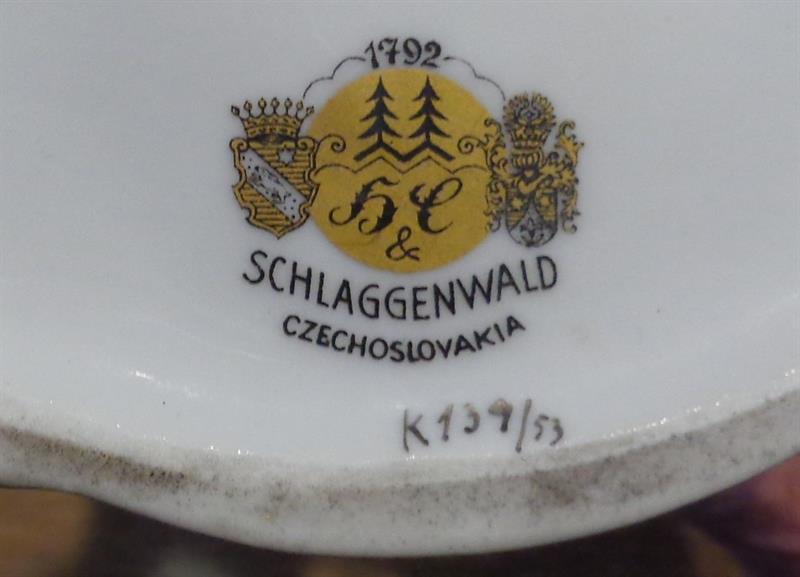 1792
H & C
SCHLAGGENWALD
CZECHOSLOVAKIA
K139/53